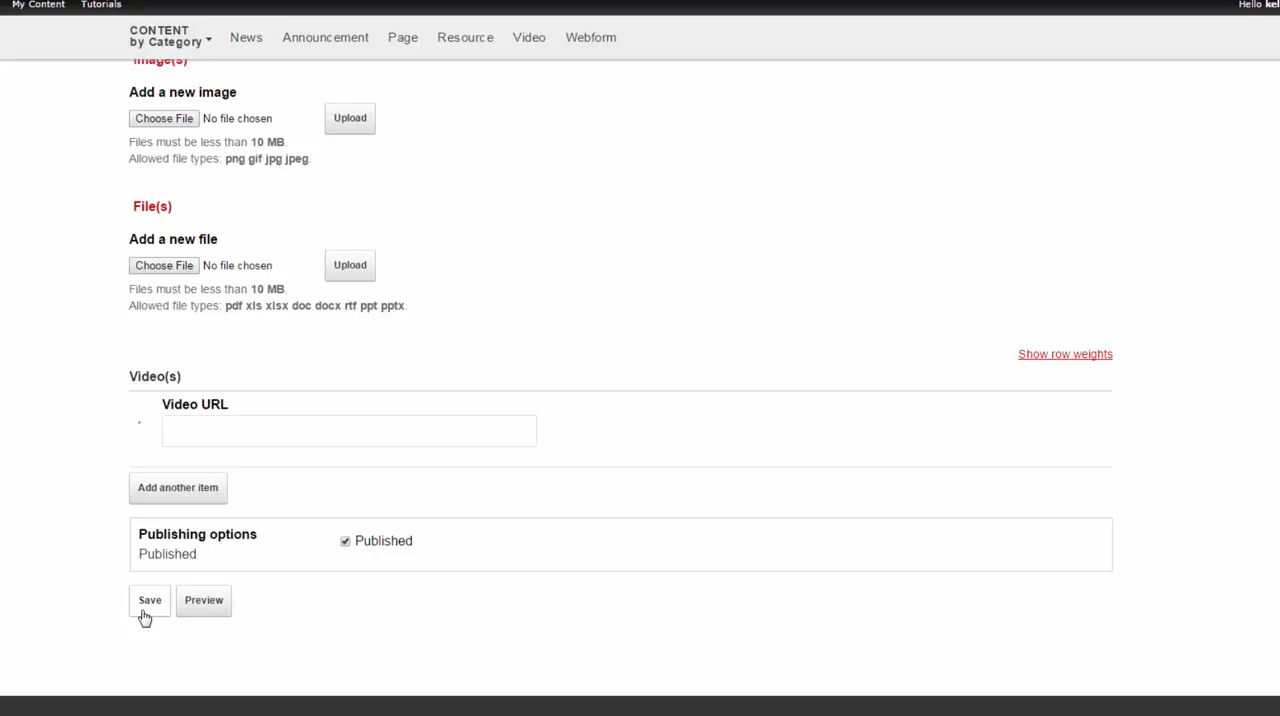 My Content Tutorials Hello kel
CONTENT
by Category News Announcement Page Resource Video Webform
Image(s)
Add a new image
Choose File No file chosen Upload
Files must be less than 10 MB.
Allowed file types: png gif jpg jpeg.
File(s)
Add a new file
Choose File No file chosen Upload
Files must be less than 10 MB.
Allowed file types: pdf xls xlsx doc docx rtf ppt pptx.
Show row weights
Video(s)
Video URL
Add another item
Publishing options Published
Published
Save Preview